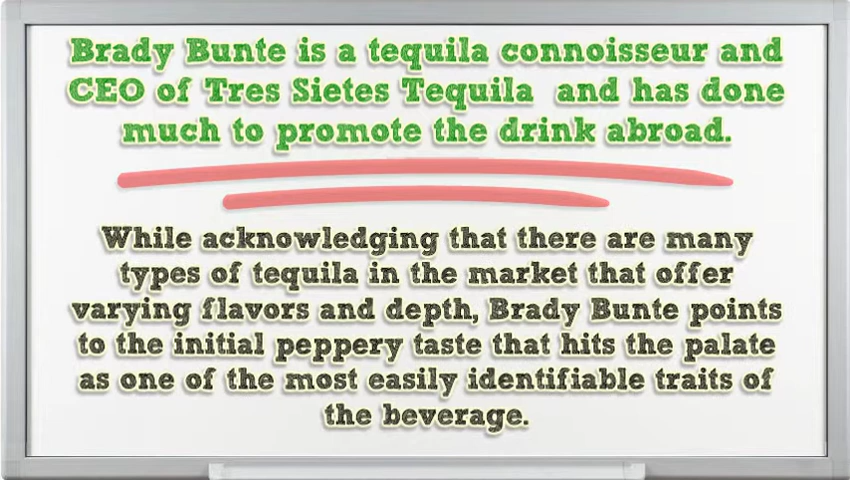 Brady Bunte is a tequila connoisseur and
CEO of Tres Sietes Tequila and has done
much to promote the drink abroad.
While acknowledging that there are many
types of tequila in the market that offer
varying flavors and depth, Brady Bunte points
to the initial peppery taste that hits the palate
as one of the most easily identifiable traits of
the beverage.